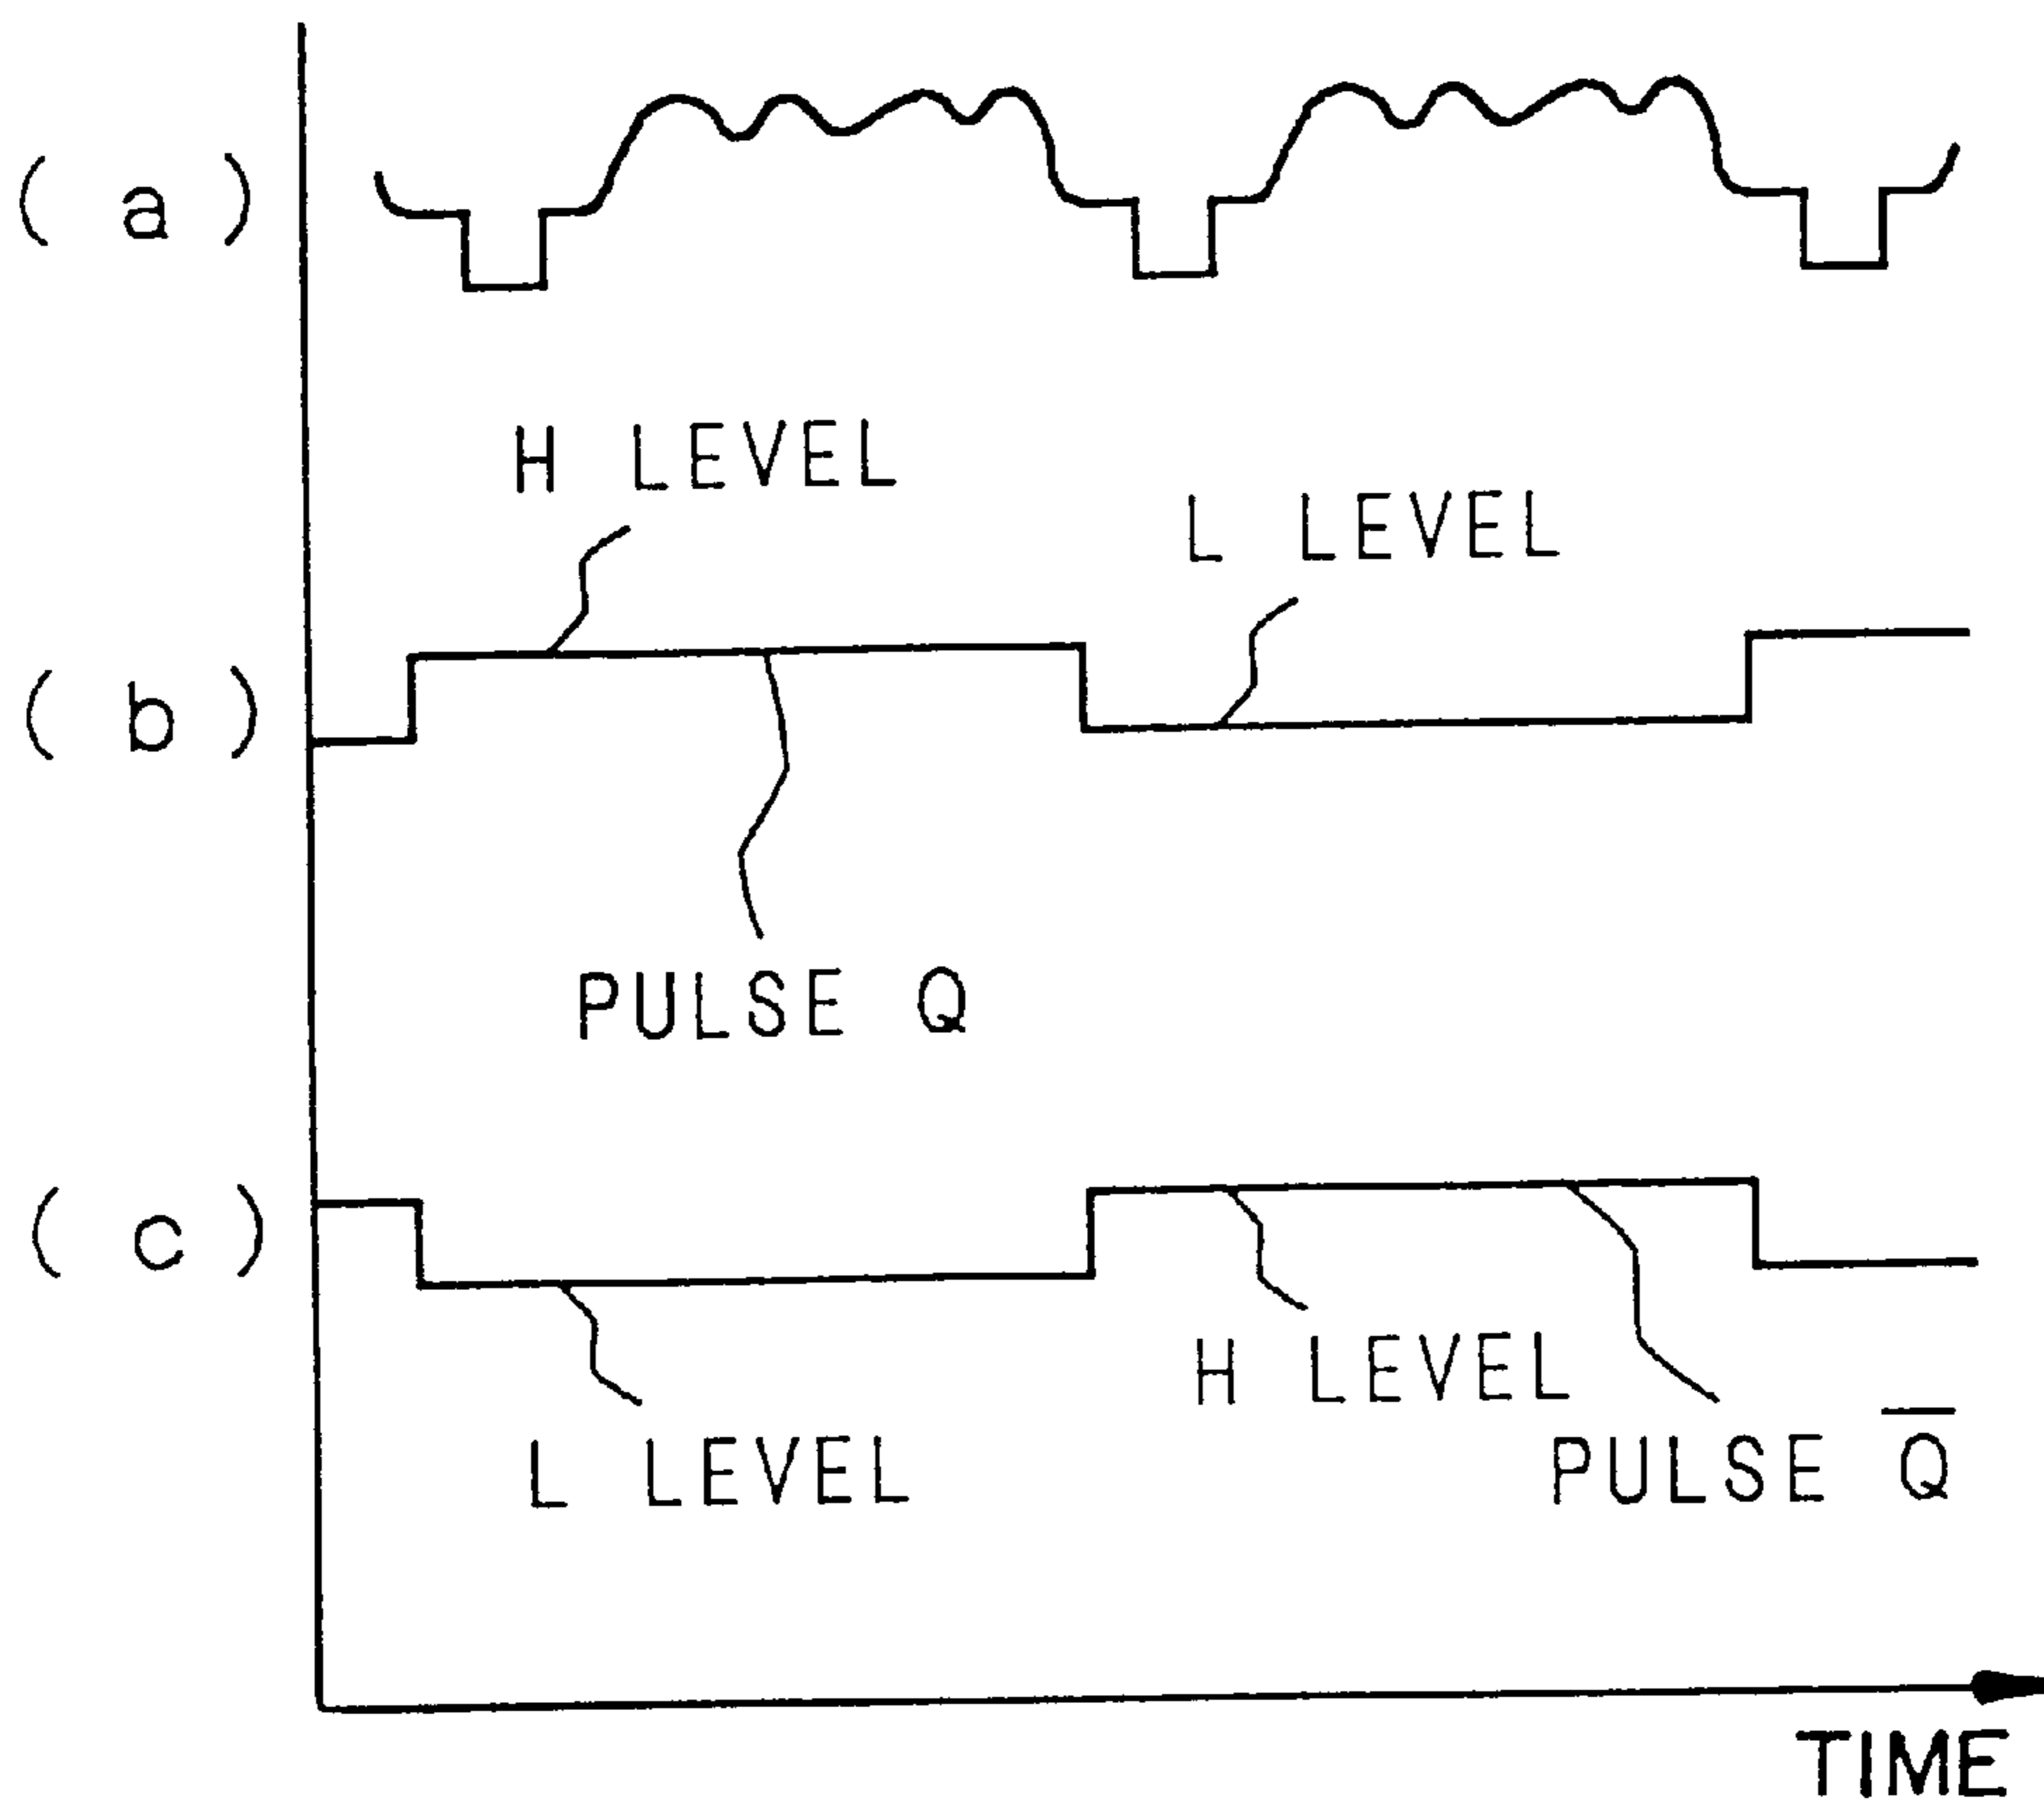 ( a )
H LEVEL
L LEVEL
( b )
PULSE Q
( c )
H LEVEL
L LEVEL
PULSE Q̅
TIME